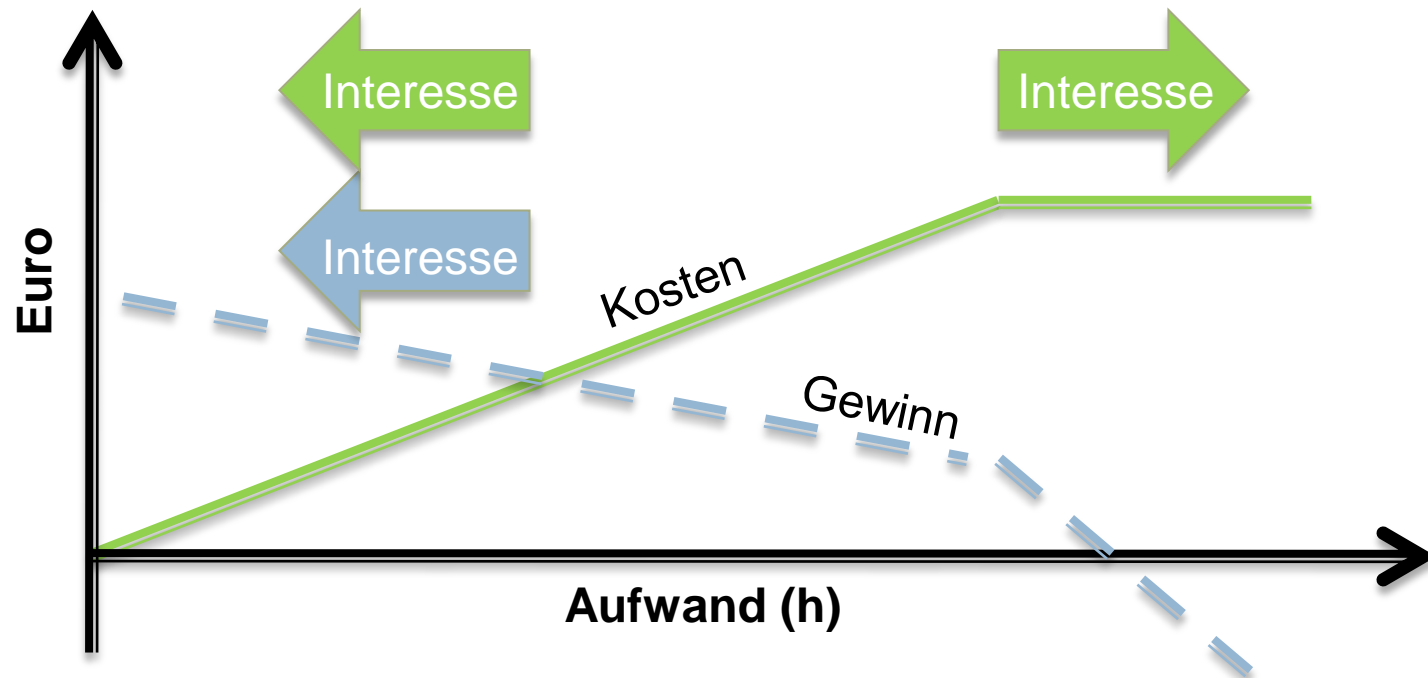 Interesse
Interesse
Interesse
Euro
Kosten
Gewinn
Aufwand (h)